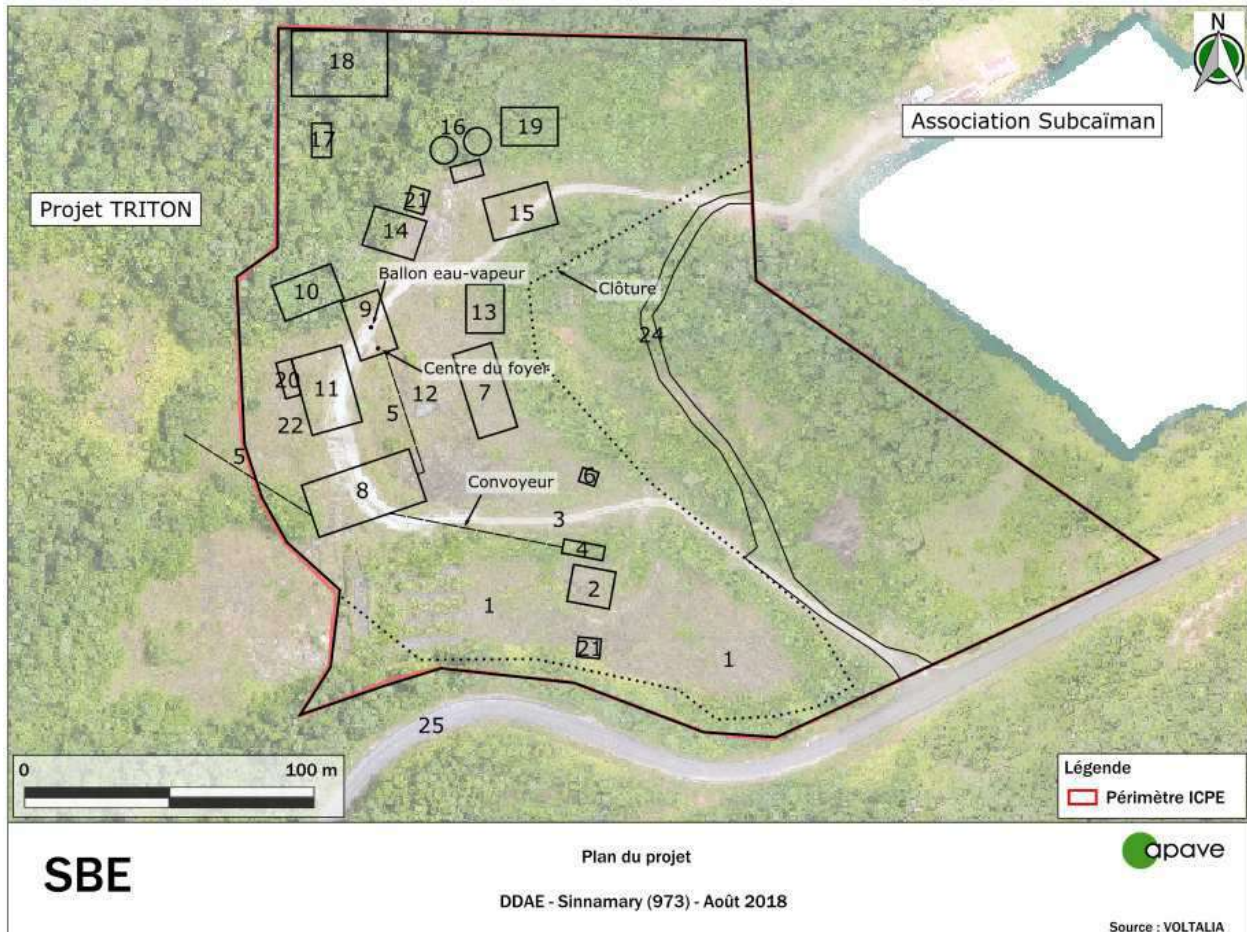 N
18
17
16
19
Association Subcaïman
Projet TRITON
21
14
15
Ballon eau-vapeur
10
9
13
Clôture
24
Centre du foyer
20
11
12
7
5
22
5
8
Convoyeur
6
3
4
2
1
21
1
25
0 100 m
Légende
Périmètre ICPE
SBE
Plan du projet
DDAE - Sinnamary (973) - Août 2018
apave
Source : VOLTALIA